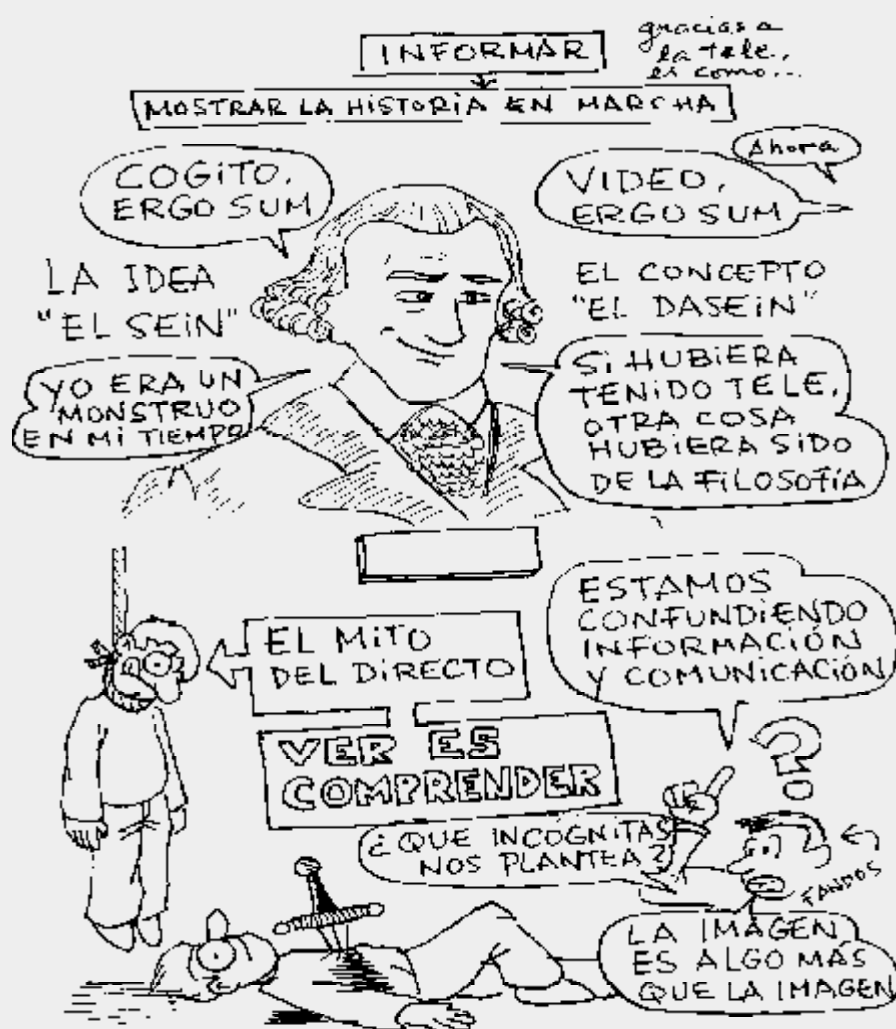 INFORMAR
gracias a
la tele,
es como...
MOSTRAR LA HISTORIA EN MARCHA
COGITO,
ERGO SUM
Ahora
VIDEO,
ERGO SUM
LA IDEA
"EL SEIN"
EL CONCEPTO
"EL DASEIN"
YO ERA UN
MONSTRUO
EN MI TIEMPO
SI HUBIERA
TENIDO TELE,
OTRA COSA
HUBIERA SIDO
DE LA FILOSOFÍA
EL MITO
DEL DIRECTO
ESTAMOS
CONFUNDIENDO
INFORMACIÓN
Y COMUNICACIÓN
VER ES
COMPRENDER
?
¿QUE INCOGNITAS
NOS PLANTEA?
FANDOS
LA IMAGEN
ES ALGO MÁS
QUE LA IMAGEN